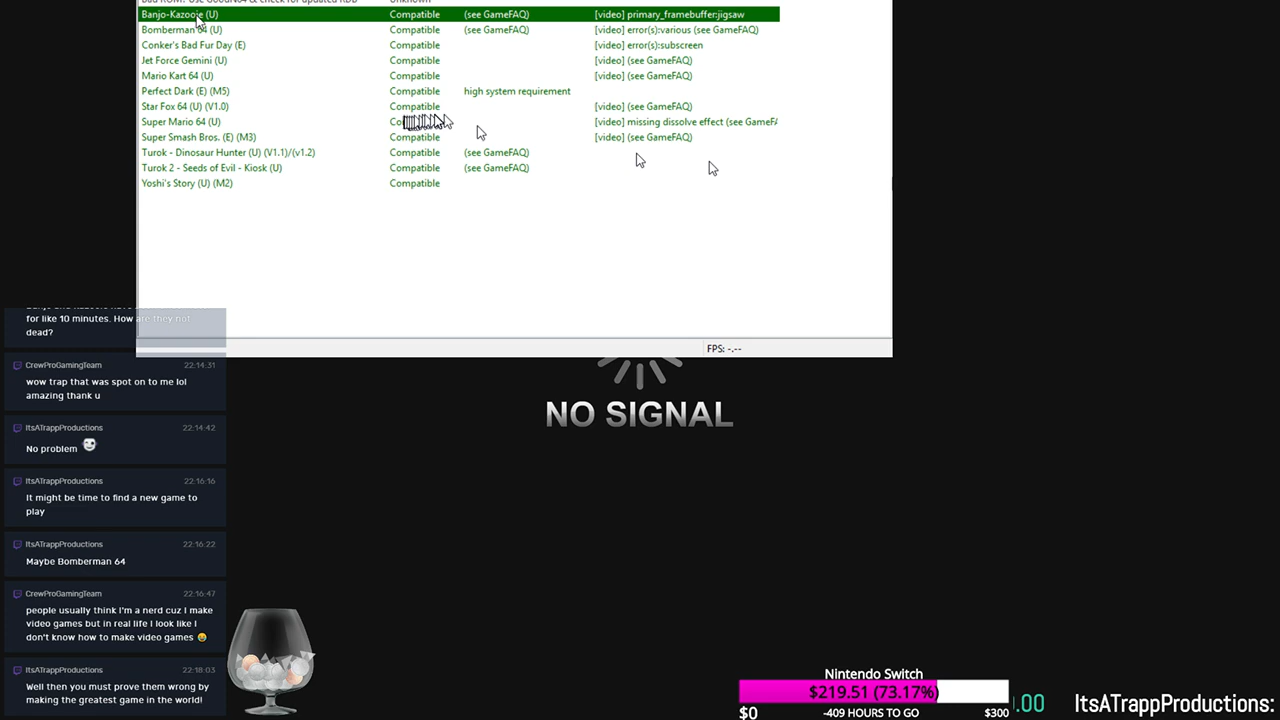 Bad ROM? Use GoodN64 & check for updated RDB Unknown
Banjo-Kazooie (U) Compatible (see GameFAQ) [video] primary_framebuffer:jigsaw
Bomberman 64 (U) Compatible (see GameFAQ) [video] error(s):various (see GameFAQ)
Conker's Bad Fur Day (E) Compatible [video] error(s):subscreen
Jet Force Gemini (U) Compatible [video] (see GameFAQ)
Mario Kart 64 (U) Compatible [video] (see GameFAQ)
Perfect Dark (E) (M5) Compatible high system requirement
Star Fox 64 (U) (V1.0) Compatible [video] (see GameFAQ)
Super Mario 64 (U) [video] missing dissolve effect (see GameFA
Super Smash Bros. (E) (M3) Compatible [video] (see GameFAQ)
Turok - Dinosaur Hunter (U) (V1.1)/(v1.2) Compatible (see GameFAQ)
Turok 2 - Seeds of Evil - Kiosk (U) Compatible (see GameFAQ)
Yoshi's Story (U) (M2) Compatible
FPS: -.--
for like 10 minutes. How are they not
dead?
CrewProGamingTeam 22:14:31
wow trap that was spot on to me lol
amazing thank u
ItsATrappProductions 22:14:42
No problem
ItsATrappProductions 22:16:16
It might be time to find a new game to
play
ItsATrappProductions 22:16:22
Maybe Bomberman 64
CrewProGamingTeam 22:16:47
people usually think I'm a nerd cuz I make
video games but in real life I look like I
don't know how to make video games
ItsATrappProductions 22:18:03
Well then you must prove them wrong by
making the greatest game in the world!
NO SIGNAL
Nintendo Switch
$219.51 (73.17%)
$0 -409 HOURS TO GO $300
.00 ItsATrappProductions: